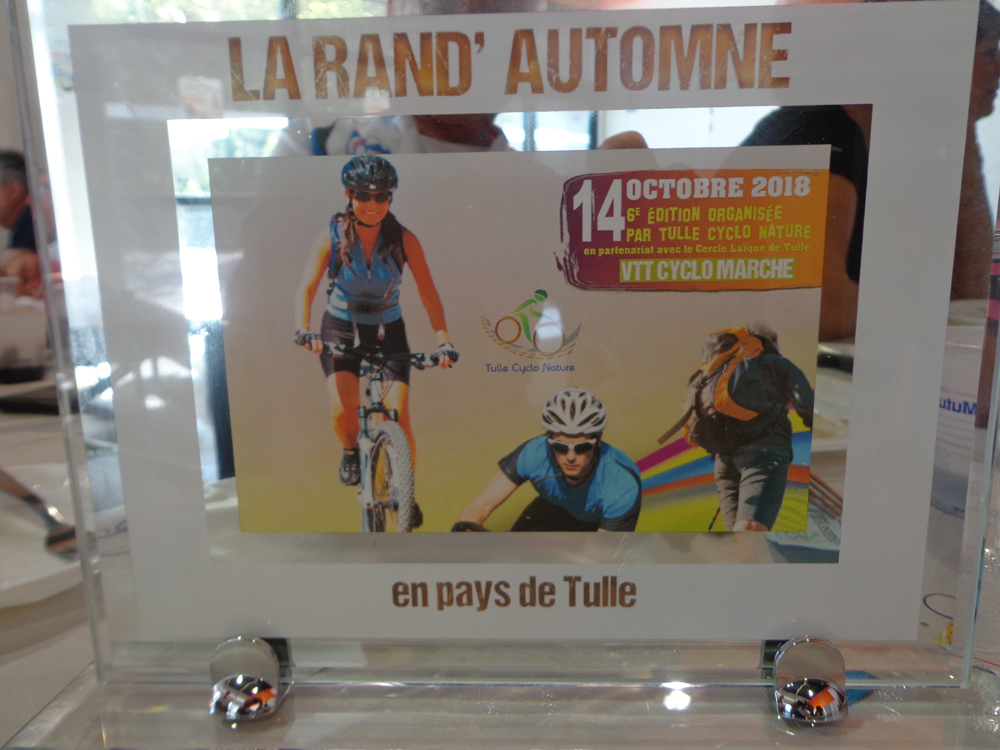 LA RAND' AUTOMNE
14 OCTOBRE 2018
6E ÉDITION ORGANISÉE
PAR TULLE CYCLO NATURE
en partenariat avec le Cercle Laïque de Tulle
VTT CYCLO MARCHE
Tulle Cyclo Nature
en pays de Tulle